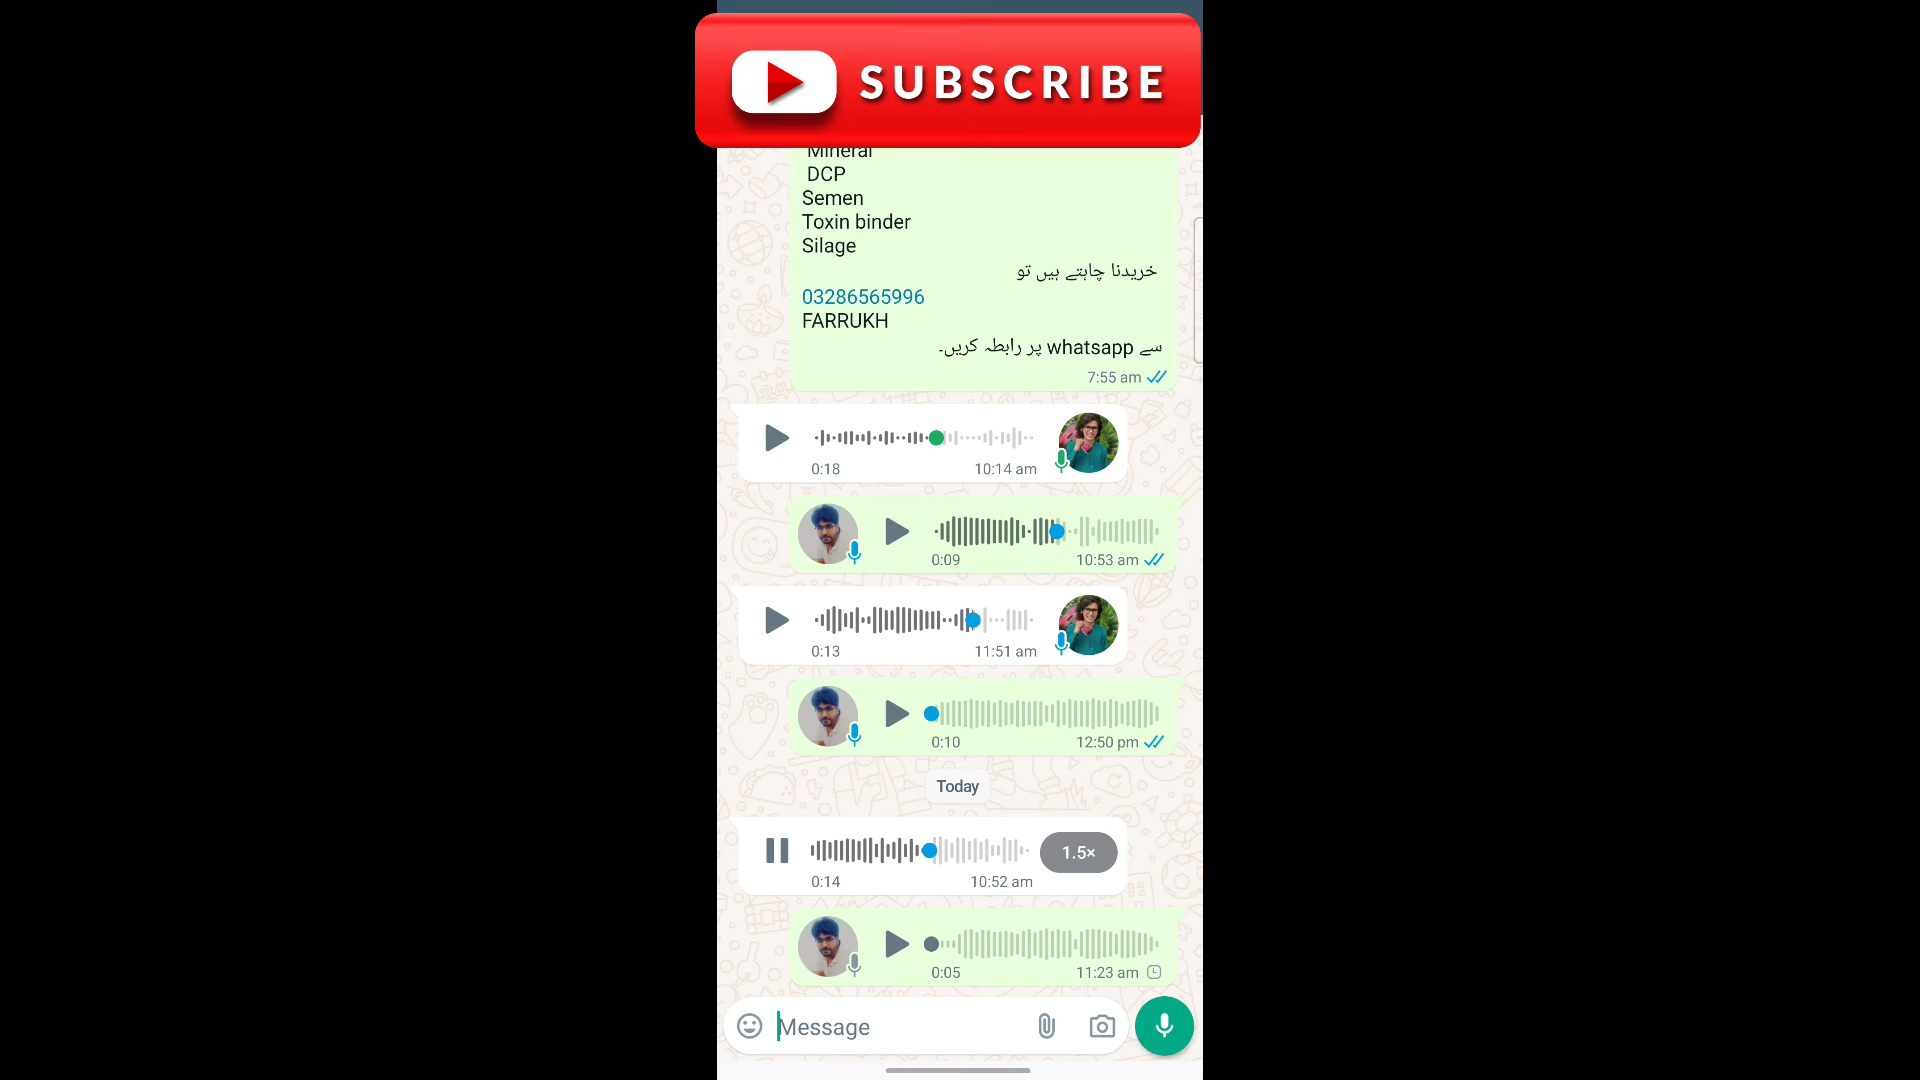 SUBSCRIBE
Mineral
DCP
Semen
Toxin binder
Silage
خریدنا چاہتے ہیں تو
03286565996
FARRUKH
سے whatsapp پر رابطہ کریں۔
7:55 am
0:18 10:14 am
0:09 10:53 am
0:13 11:51 am
0:10 12:50 pm
Today
1.5×
0:14 10:52 am
0:05 11:23 am
Message